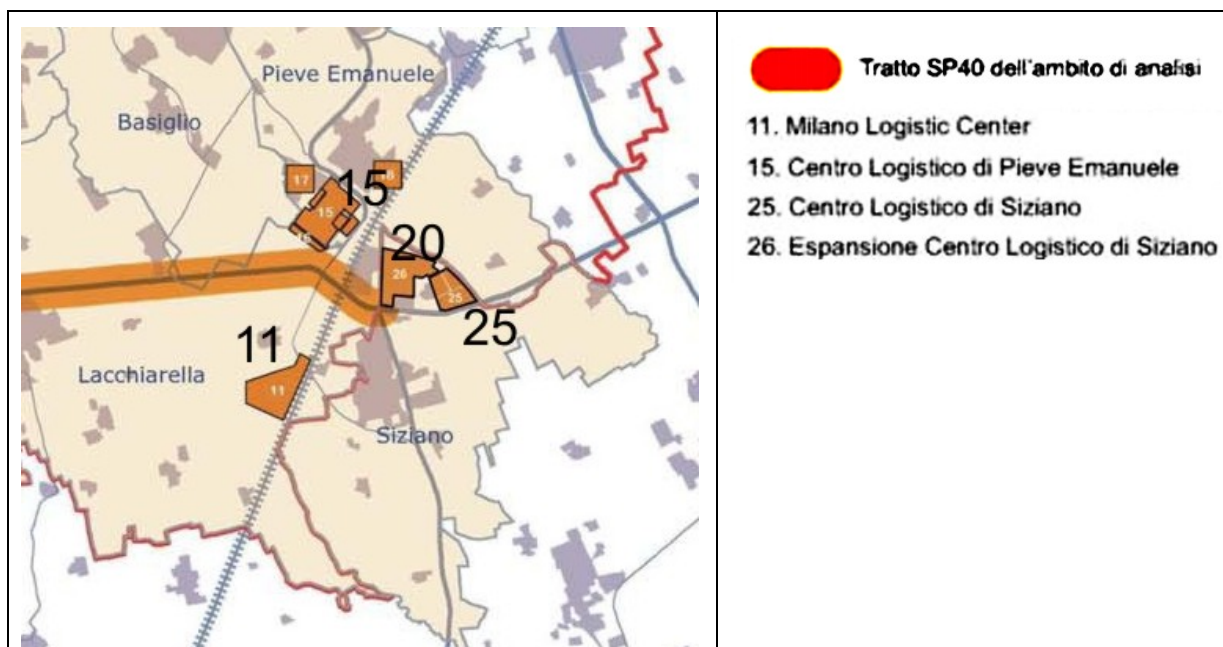 Pieve Emanuele
Basiglio
17
15
15
20
26
25
25
11
11
Lacchiarella
Siziano
Tratto SP40 dell'ambito di analisi
11. Milano Logistic Center
15. Centro Logistico di Pieve Emanuele
25. Centro Logistico di Siziano
26. Espansione Centro Logistico di Siziano